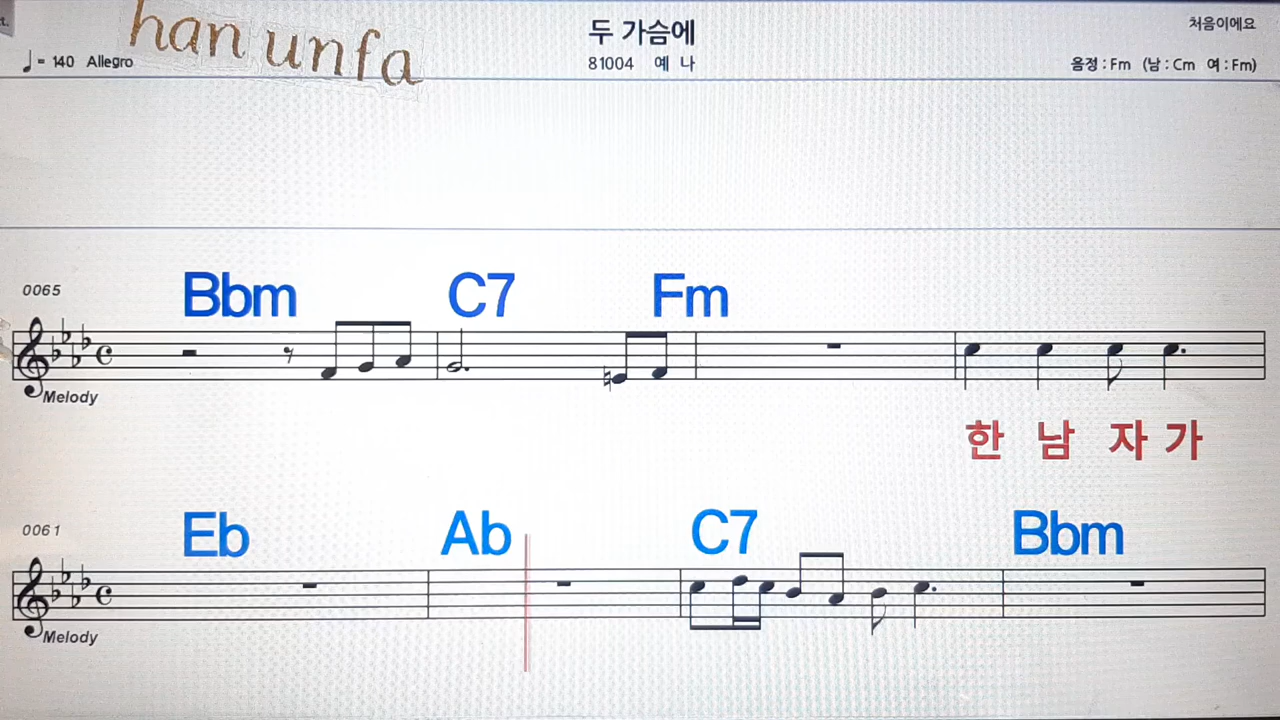 t.
han unfa
두 가슴에
처음이에요
♩= 140 Allegro
81004 예 나
음정 : Fm (남 : Cm 여 : Fm)
0065
Bbm C7 Fm
Melody
한 남 자 가
0061
Eb Ab C7 Bbm
Melody